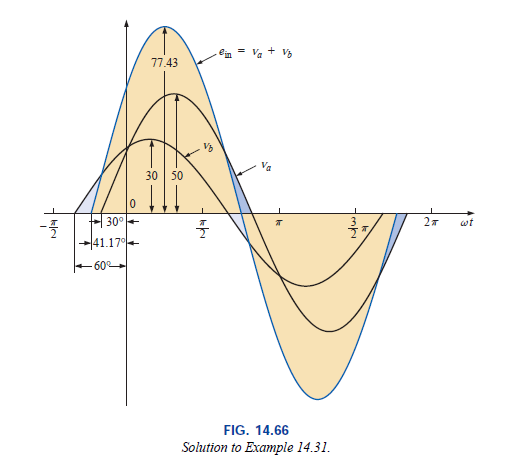 e_in = v_a + v_b
77.43
v_b
v_a
30 50
0
-π/2
30°
41.17°
60°
π/2
π
3/2 π
2π
ωt
FIG. 14.66
Solution to Example 14.31.